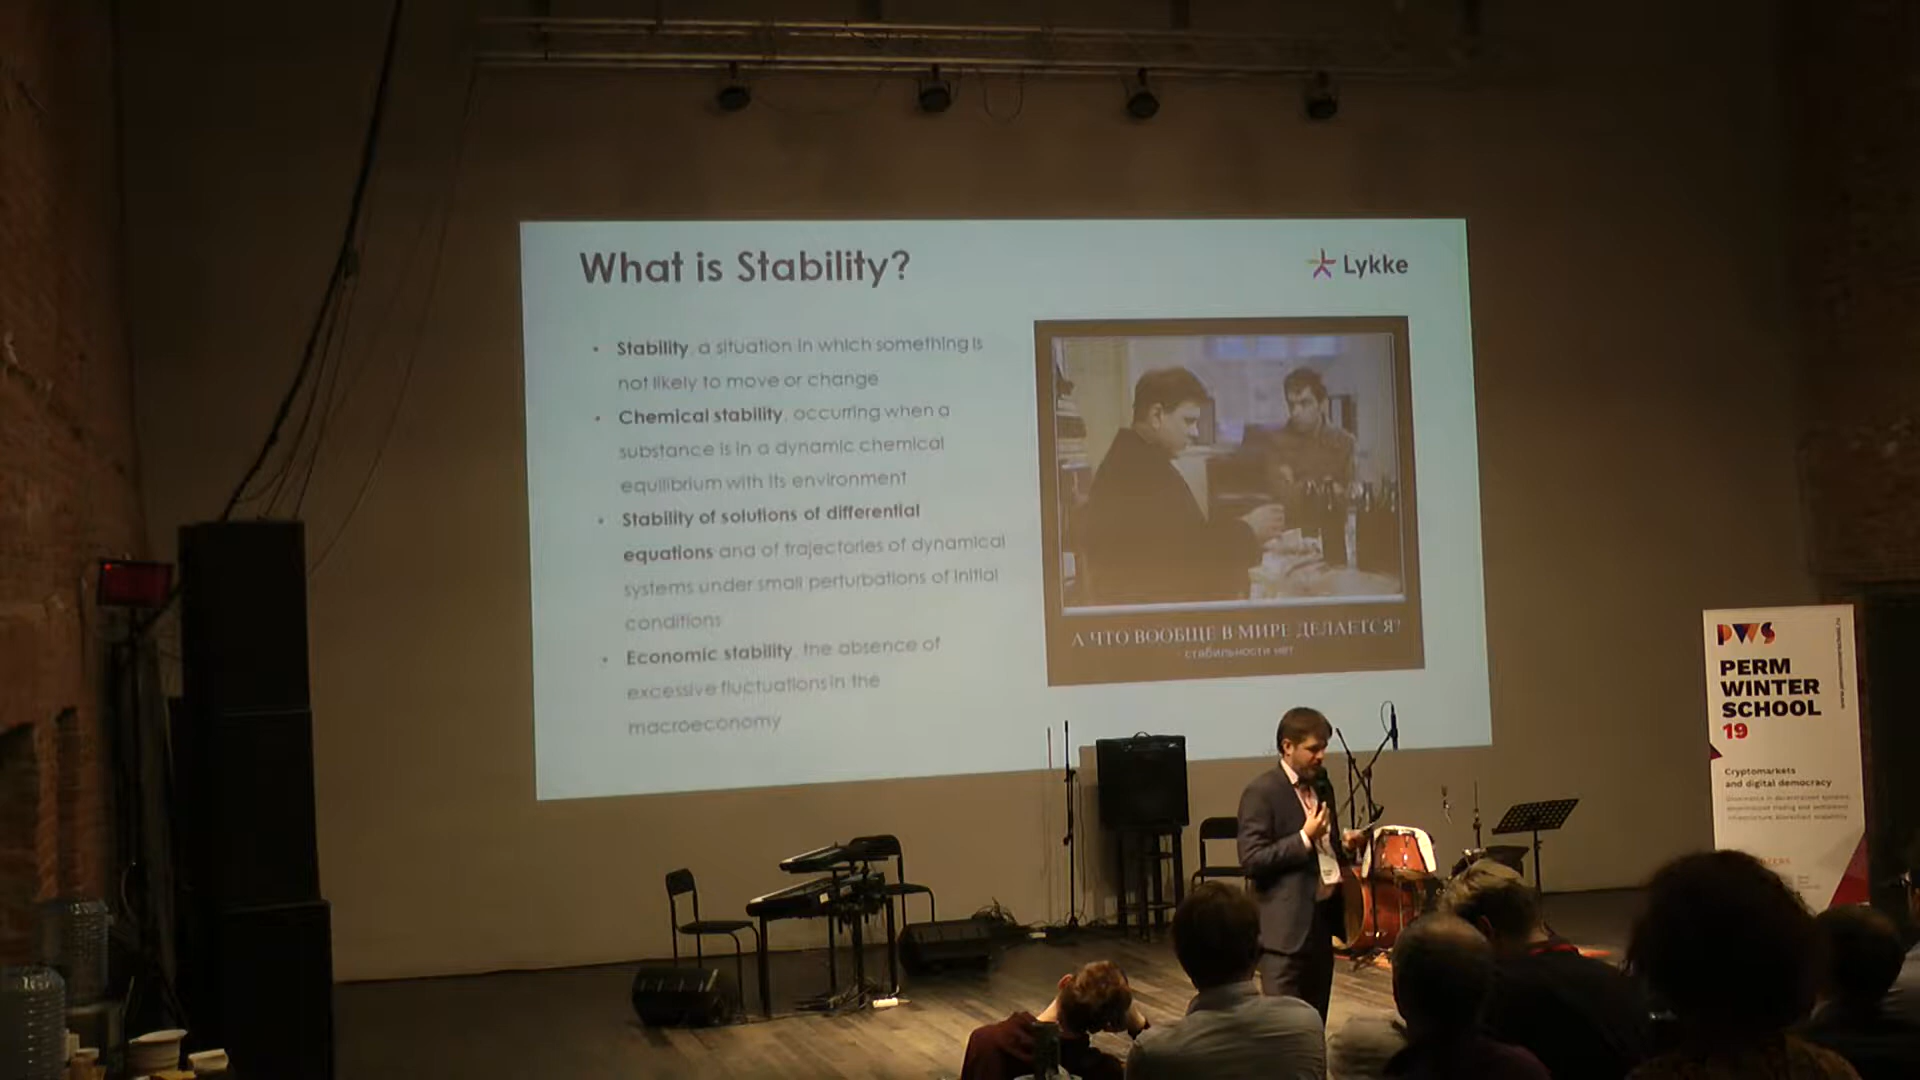 What is Stability?
Lykke
• Stability, a situation in which something is
not likely to move or change
• Chemical stability, occurring when a
substance is in a dynamic chemical
equilibrium with its environment
• Stability of solutions of differential
equations and of trajectories of dynamical
systems under small perturbations of initial
conditions
• Economic stability, the absence of
excessive fluctuations in the
macroeconomy
А ЧТО ВООБЩЕ В МИРЕ ДЕЛАЕТСЯ?
стабильности нет
PWS
PERM
WINTER
SCHOOL
19
Cryptomarkets
and digital democracy